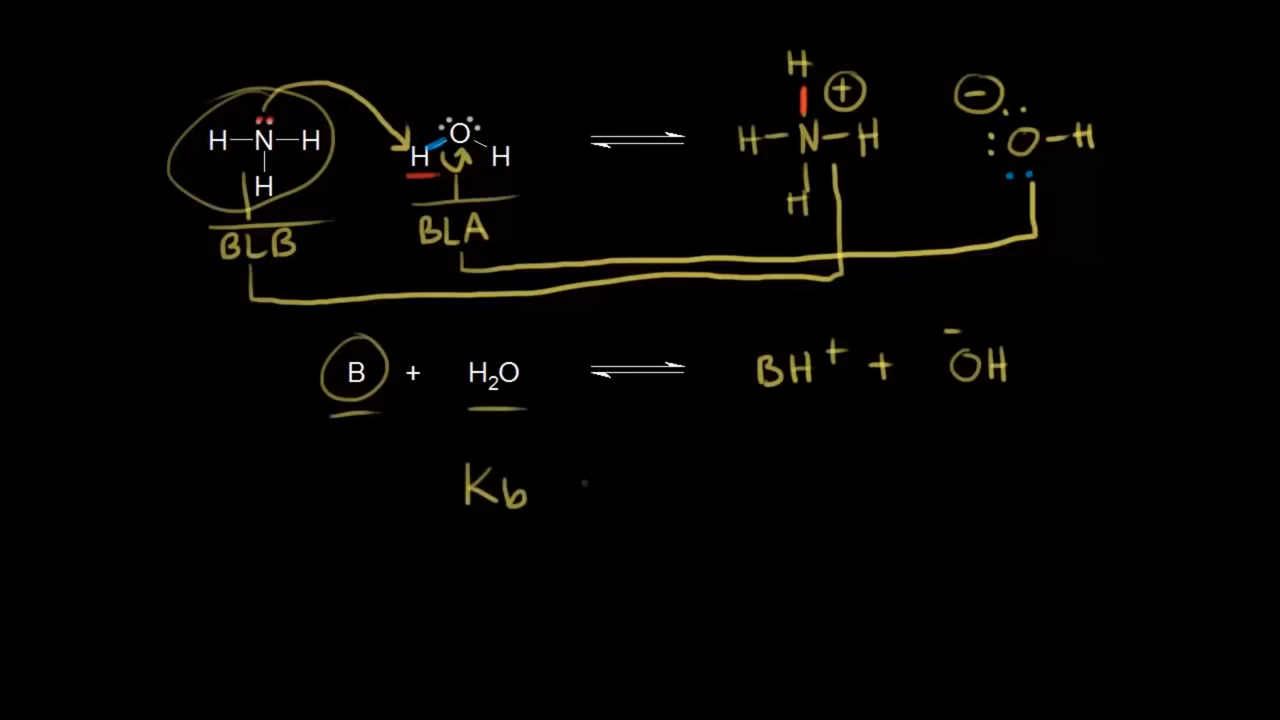 H
H–N–H
H
H O H
⇌
H
H–N–H
H
+
−
O–H
BLB
BLA
B + H₂O ⇌ BH⁺ + ⁻OH
Kb